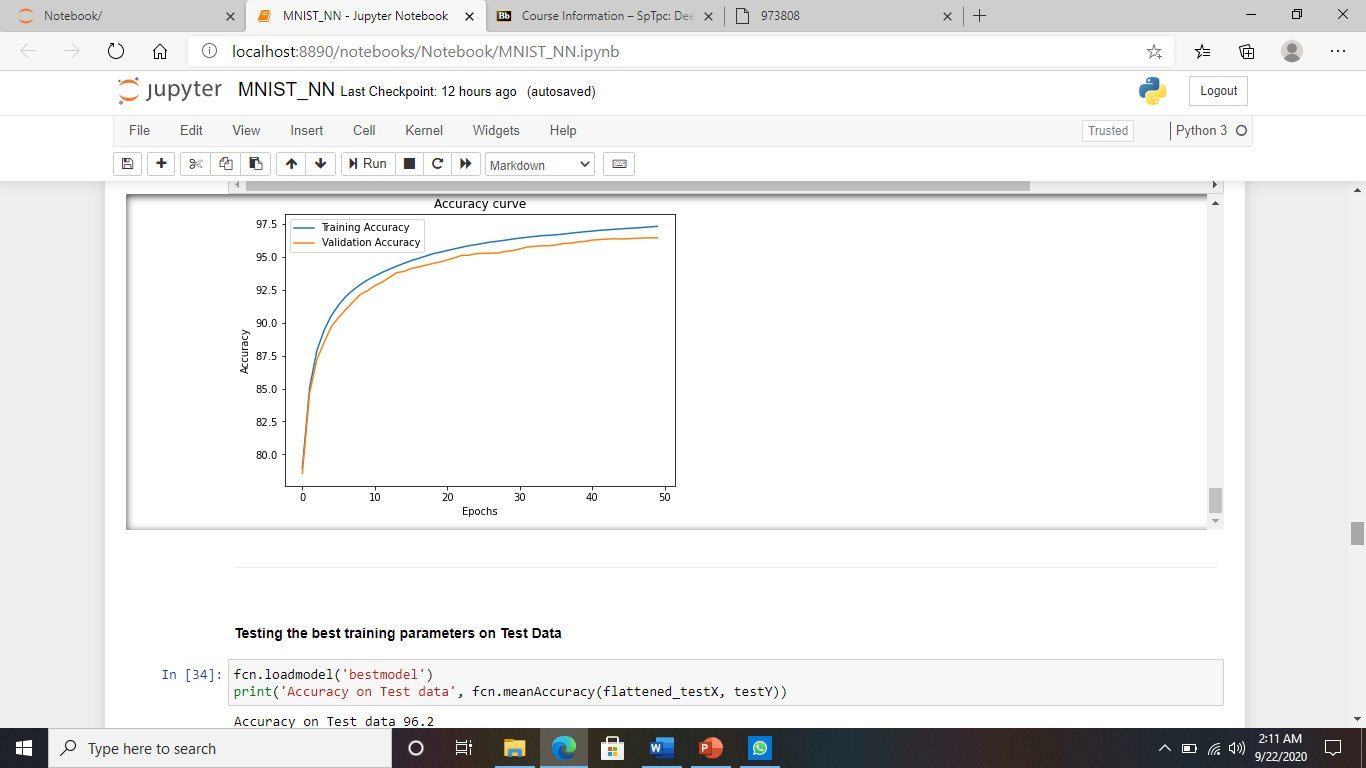 Notebook/
MNIST_NN - Jupyter Notebook
Bb Course Information – SpTpc: Dee
973808
localhost:8890/notebooks/Notebook/MNIST_NN.ipynb
jupyter MNIST_NN Last Checkpoint: 12 hours ago (autosaved)
Logout
File Edit View Insert Cell Kernel Widgets Help
Trusted Python 3
Run Markdown
Accuracy curve
Training Accuracy
Validation Accuracy
97.5
95.0
92.5
90.0
87.5
85.0
82.5
80.0
Accuracy
0 10 20 30 40 50
Epochs
Testing the best training parameters on Test Data
In [34]: fcn.loadmodel('bestmodel')
print('Accuracy on Test data', fcn.meanAccuracy(flattened_testX, testY))
Accuracy on Test data 96.2
Type here to search
2:11 AM
9/22/2020